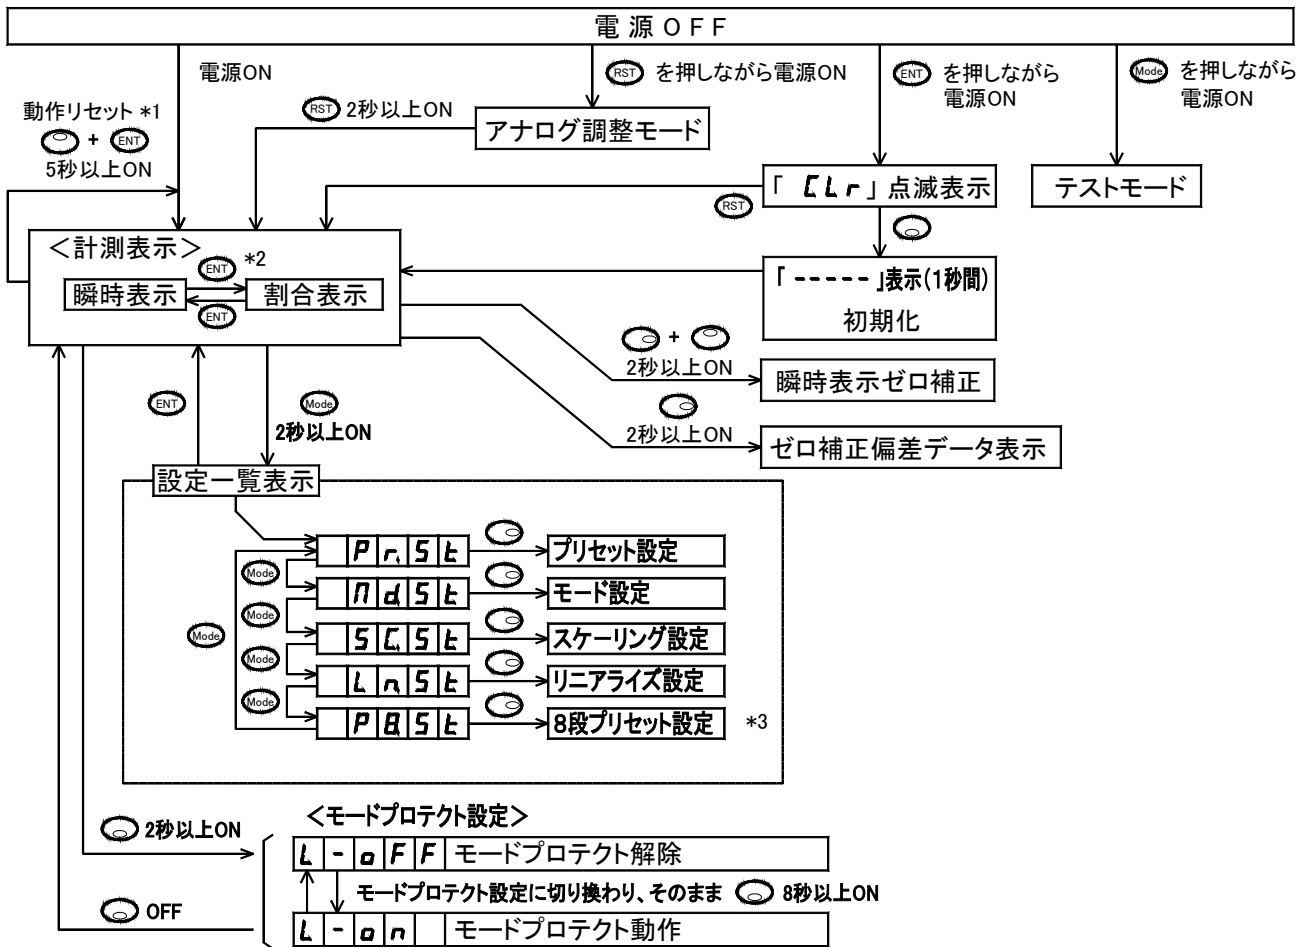 電源OFF
電源ON
RST を押しながら電源ON
ENT を押しながら
電源ON
Mode を押しながら
電源ON
動作リセット *1
+ ENT
5秒以上ON
RST 2秒以上ON
アナログ調整モード
「 CLr 」点滅表示
テストモード
RST
<計測表示>
ENT *2
瞬時表示
割合表示
ENT
「 ----- 」表示(1秒間)
初期化
+
2秒以上ON
瞬時表示ゼロ補正
2秒以上ON
ゼロ補正偏差データ表示
ENT
Mode
2秒以上ON
設定一覧表示
Pr.St
プリセット設定
Mode
nd.St
モード設定
Mode
Mode
SC.St
スケーリング設定
Mode
Ln.St
リニアライズ設定
Mode
P8.St
8段プリセット設定 *3
<モードプロテクト設定>
2秒以上ON
L-oFF モードプロテクト解除
モードプロテクト設定に切り換わり、そのまま 8秒以上ON
OFF
L-on モードプロテクト動作